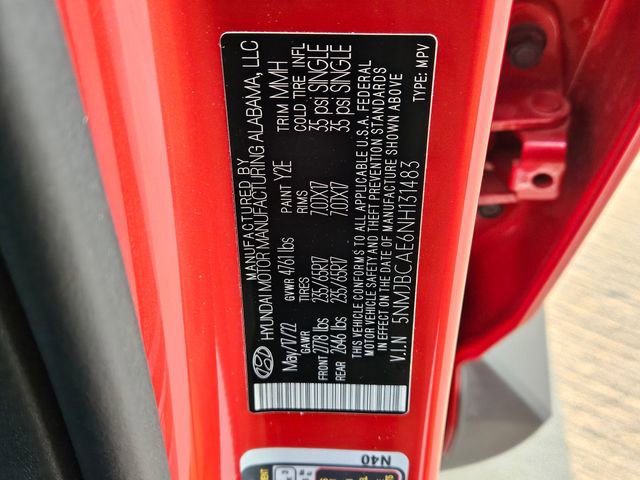 MANUFACTURED BY
HYUNDAI MOTOR MANUFACTURING ALABAMA, LLC
May/17/22 GVWR 4761 lbs PAINT Y2E TRIM MMH
GAWR TIRES RIMS COLD TIRE INFL
FRONT 2778 lbs 235/65R17 7.0JX17 35 psi SINGLE
REAR 2646 lbs 235/65R17 7.0JX17 35 psi SINGLE
THIS VEHICLE CONFORMS TO ALL APPLICABLE U.S.A. FEDERAL
MOTOR VEHICLE SAFETY AND THEFT PREVENTION STANDARDS
IN EFFECT ON THE DATE OF MANUFACTURE SHOWN ABOVE
V.I.N 5NMJBCAE6NH131483 TYPE : MPV
N40